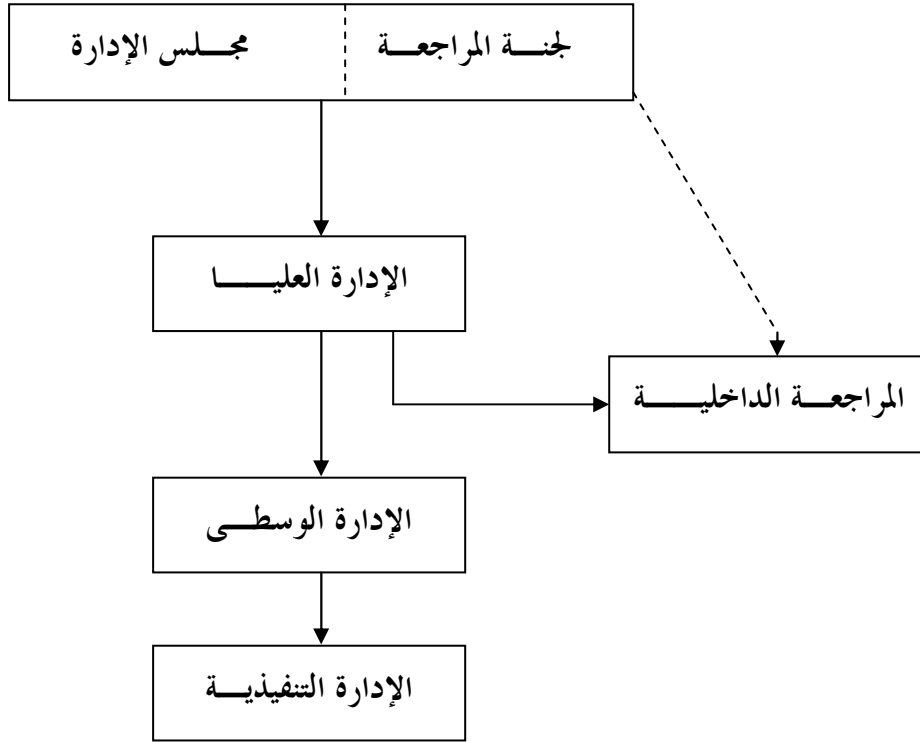 لجنة المراجعة
مجلس الإدارة
الإدارة العليا
المراجعة الداخلية
الإدارة الوسطى
الإدارة التنفيذية